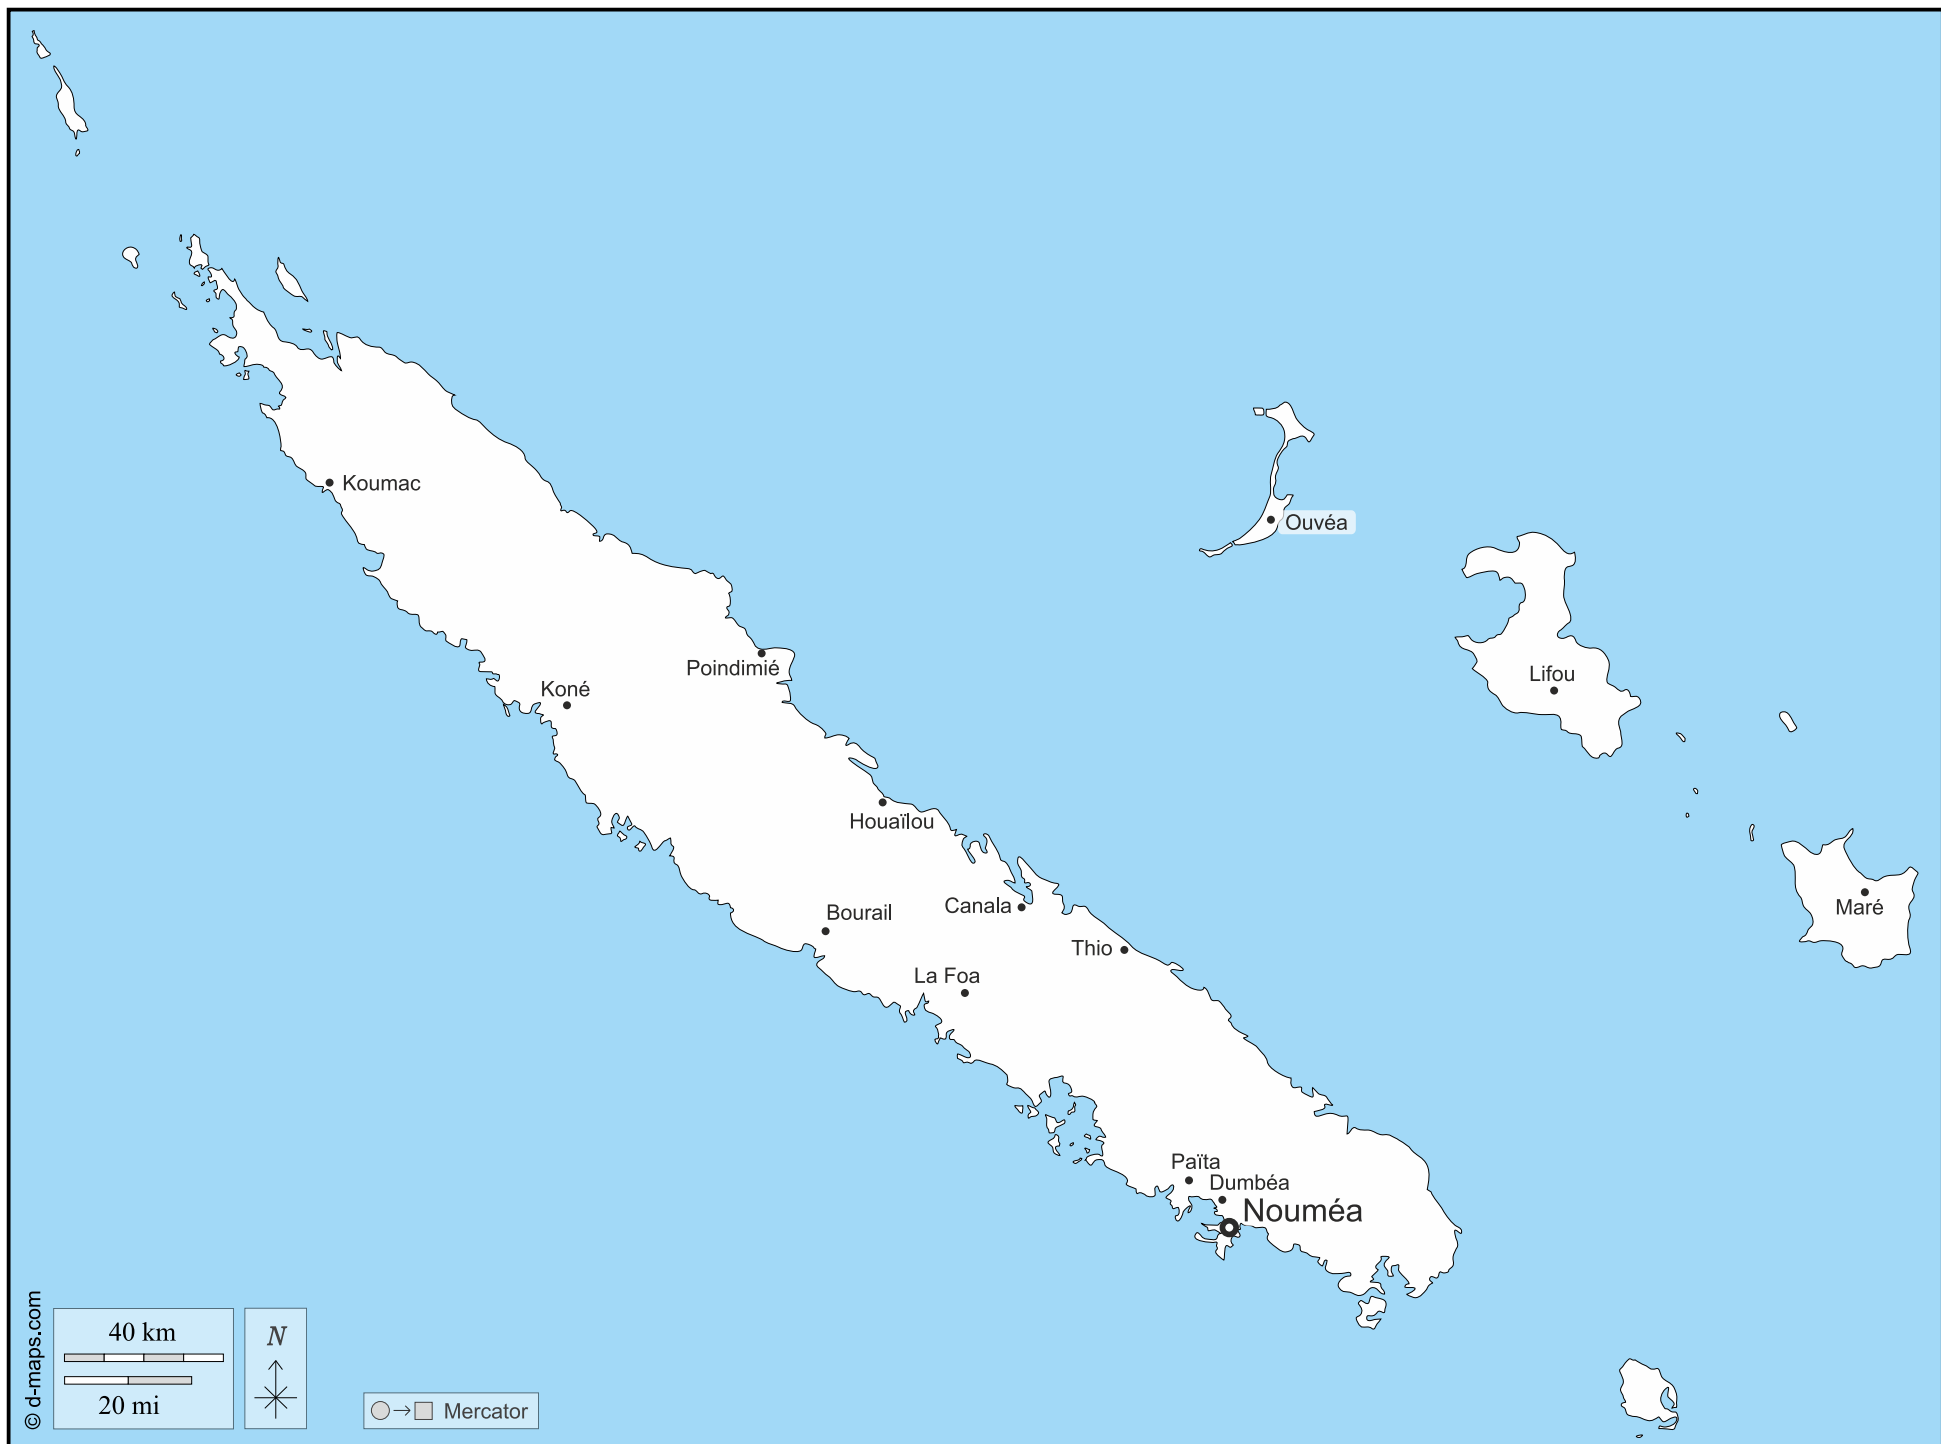 Koumac
Ouvéa
Poindimié
Lifou
Koné
Houaïlou
Canala
Maré
Bourail
Thio
La Foa
Païta
Dumbéa
Nouméa
40 km
20 mi
N
Mercator
© d-maps.com